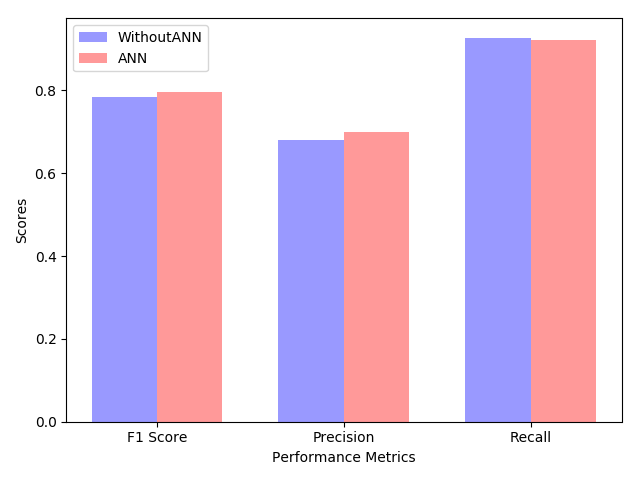 WithoutANN
ANN
0.8
0.6
0.4
0.2
0.0
Scores
F1 Score
Precision
Recall
Performance Metrics